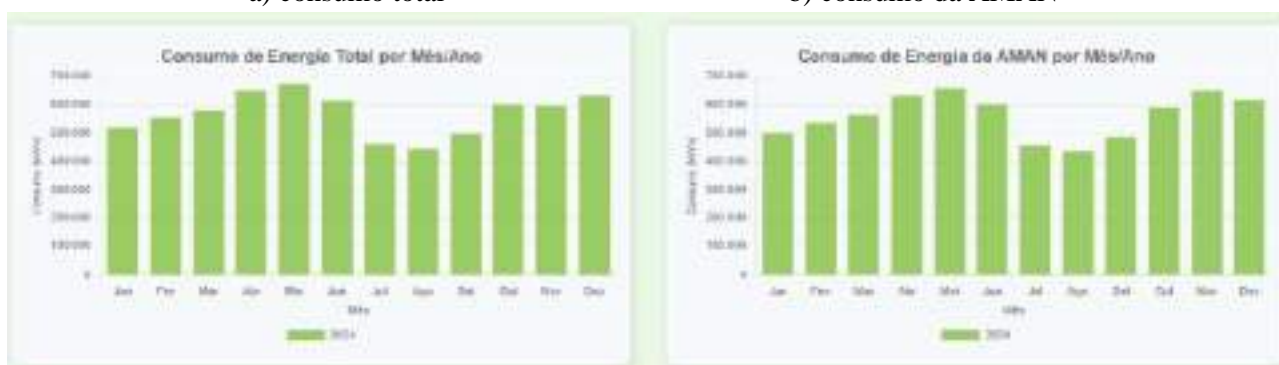 a) consumo total
b) consumo da AMAN
Consumo de Energia Total por Mês/Ano
700.000
600.000
500.000
400.000
300.000
200.000
100.000
0
Consumo (kWh)
Jan Fev Mar Abr Mai Jun Jul Ago Set Out Nov Dez
Mês
2024
Consumo de Energia da AMAN por Mês/Ano
700.000
600.000
500.000
400.000
300.000
200.000
100.000
0
Consumo (kWh)
Jan Fev Mar Abr Mai Jun Jul Ago Set Out Nov Dez
Mês
2024